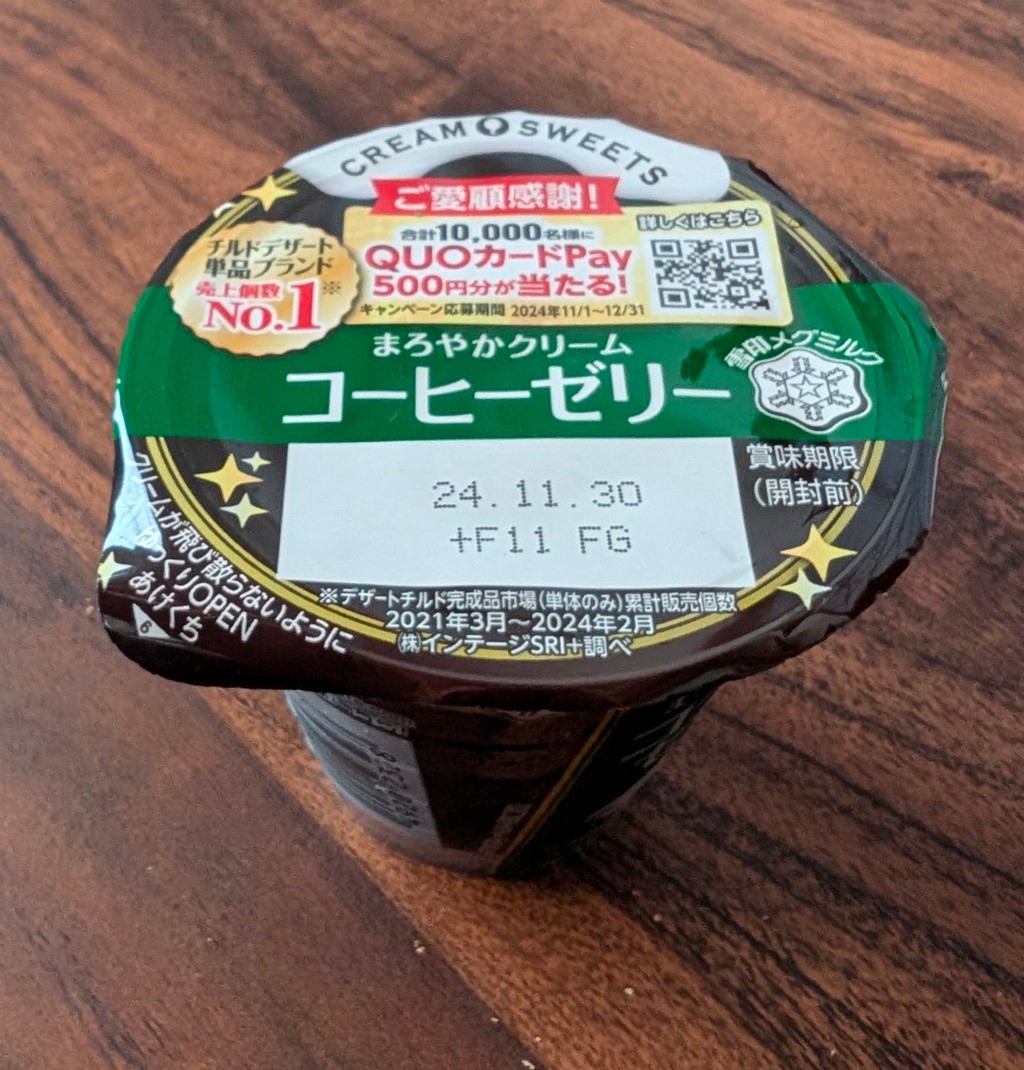 CREAM SWEETS
ご愛顧感謝!
合計10,000名様に
QUOカードPay
500円分が当たる!
キャンペーン応募期間 2024年11/1~12/31
詳しくはこちら
チルドデザート
単品ブランド
売上個数※
No.1
まろやかクリーム
コーヒーゼリー
雪印メグミルク
賞味期限
(開封前)
24.11.30
+F11 FG
クリームが飛び散らないように
ゆっくりOPEN
あけくち
6
※デザートチルド完成品市場(単体のみ)累計販売個数
2021年3月~2024年2月
㈱インテージSRI+調べ